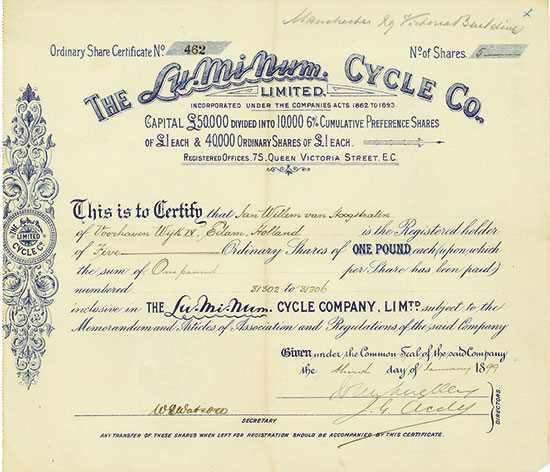 Manchester 29 Victoria Buildings
Ordinary Share Certificate No. 462
No of Shares. 5
THE Lu-Mi-Num. CYCLE CO.,
LIMITED.
INCORPORATED UNDER THE COMPANIES ACTS 1862 TO 1893.
CAPITAL £50,000 DIVIDED INTO 10,000 6% CUMULATIVE PREFERENCE SHARES
OF £1 EACH & 40,000 ORDINARY SHARES OF £1 EACH.
REGISTERED OFFICES, 75, QUEEN VICTORIA STREET, E.C.
THE
LIMITED
CYCLE CO.
This is to Certify that Jan Willem van Hoogstraten
of Voorhaven Wyk IV, Edam, Holland is the Registered holder
of Five Ordinary Shares of ONE POUND each (upon which
the sum of One pound per Share has been paid)
numbered 31302 to 31306
inclusive in THE Lu-Mi-Num. CYCLE COMPANY, LIMTD. subject to the
Memorandum and Articles of Association and Regulations of the said Company
Given under the Common Seal of the said Company
the third day of January 1899
DIRECTORS.
SECRETARY.
ANY TRANSFER OF THESE SHARES WHEN LEFT FOR REGISTRATION SHOULD BE ACCOMPANIED BY THIS CERTIFICATE.